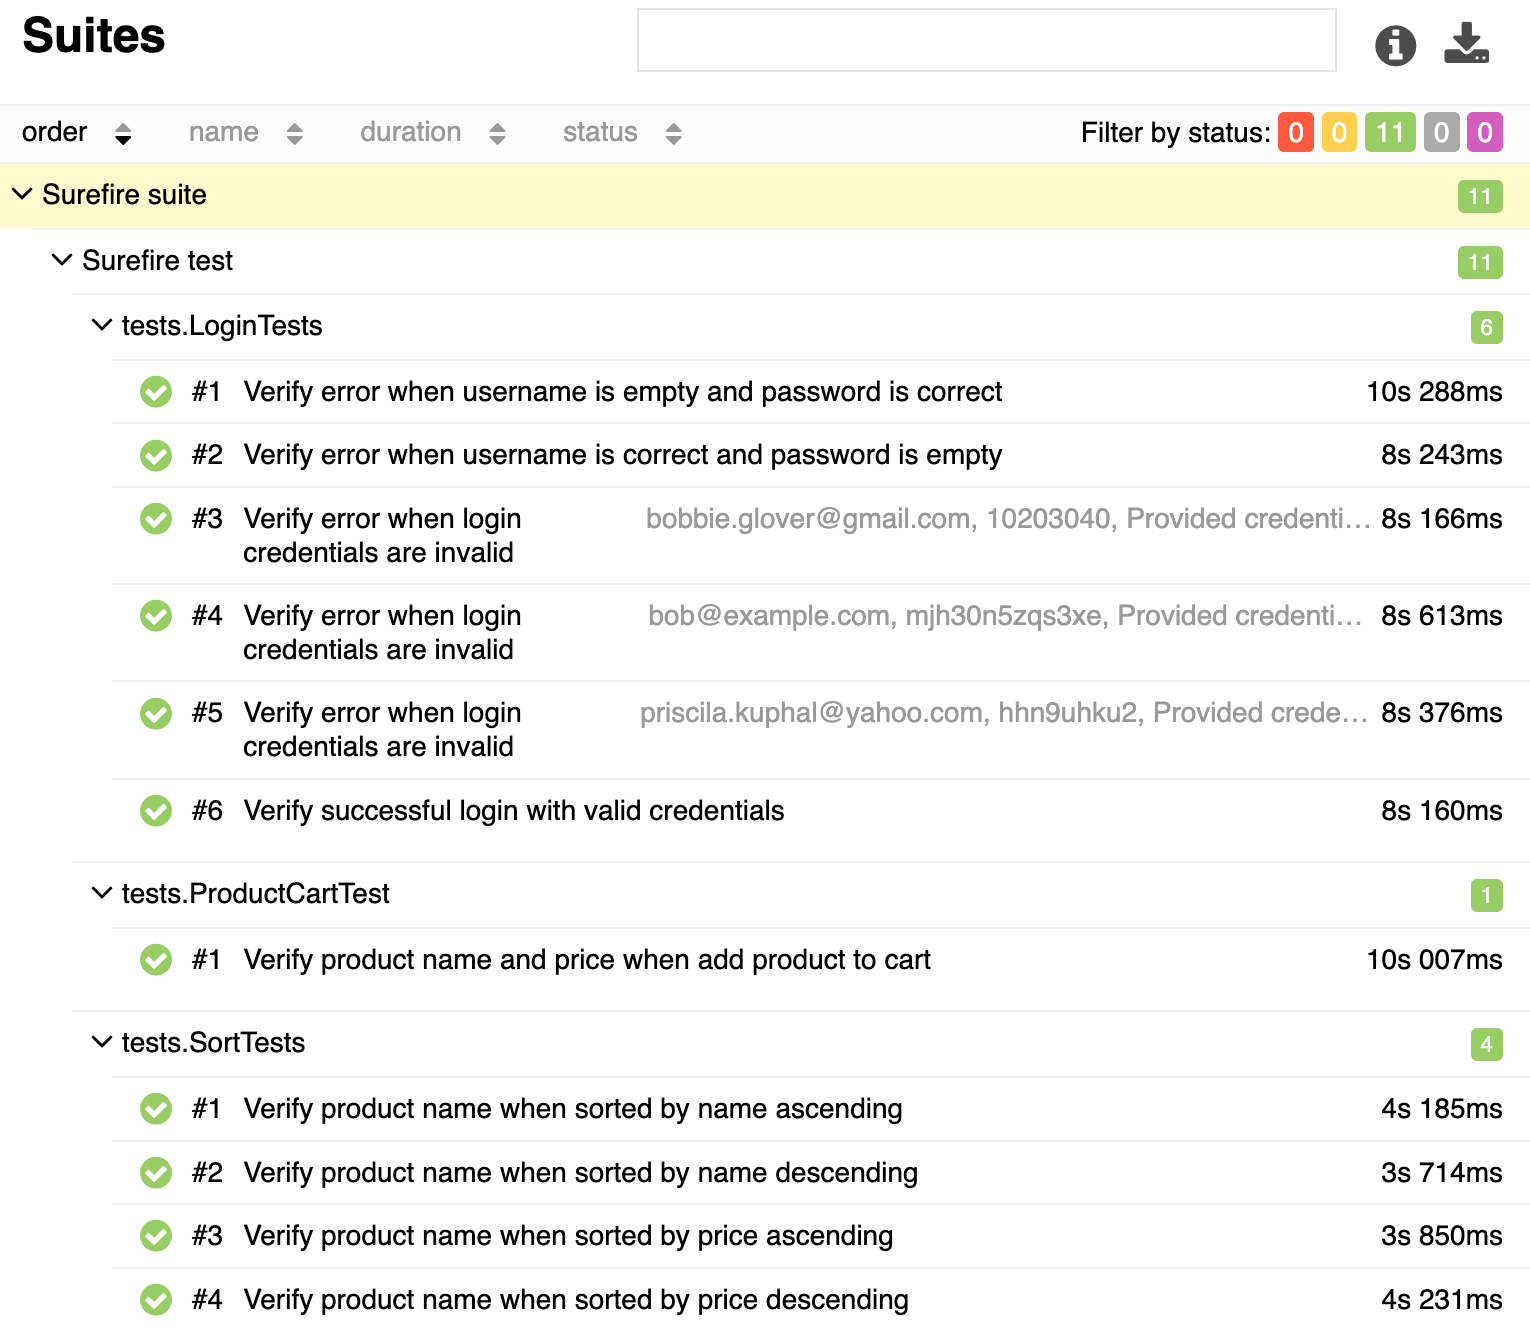 Suites
order name duration status Filter by status: 0 0 11 0 0
Surefire suite 11
Surefire test 11
tests.LoginTests 6
#1 Verify error when username is empty and password is correct 10s 288ms
#2 Verify error when username is correct and password is empty 8s 243ms
#3 Verify error when login bobbie.glover@gmail.com, 10203040, Provided credenti... 8s 166ms
credentials are invalid
#4 Verify error when login bob@example.com, mjh30n5zqs3xe, Provided credenti... 8s 613ms
credentials are invalid
#5 Verify error when login priscila.kuphal@yahoo.com, hhn9uhku2, Provided crede... 8s 376ms
credentials are invalid
#6 Verify successful login with valid credentials 8s 160ms
tests.ProductCartTest 1
#1 Verify product name and price when add product to cart 10s 007ms
tests.SortTests 4
#1 Verify product name when sorted by name ascending 4s 185ms
#2 Verify product name when sorted by name descending 3s 714ms
#3 Verify product name when sorted by price ascending 3s 850ms
#4 Verify product name when sorted by price descending 4s 231ms